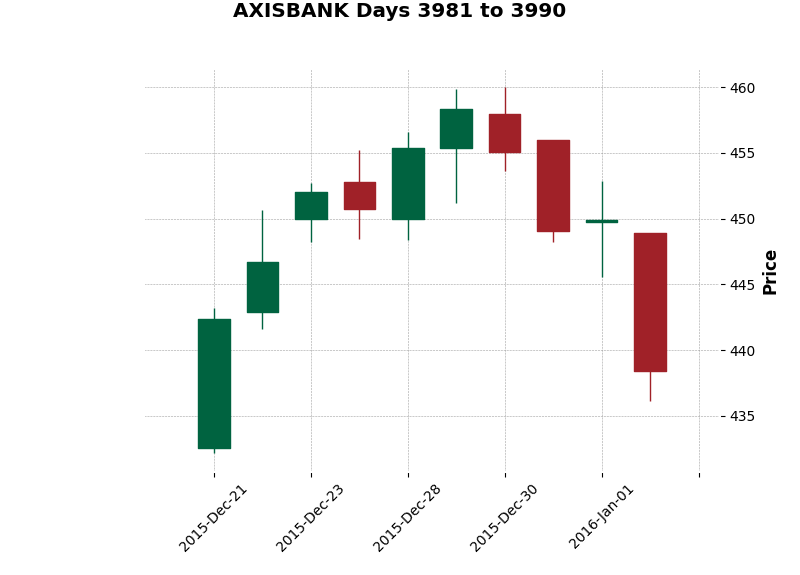 AXISBANK Days 3981 to 3990
460
455
450
445
440
435
Price
2015-Dec-21
2015-Dec-23
2015-Dec-28
2015-Dec-30
2016-Jan-01